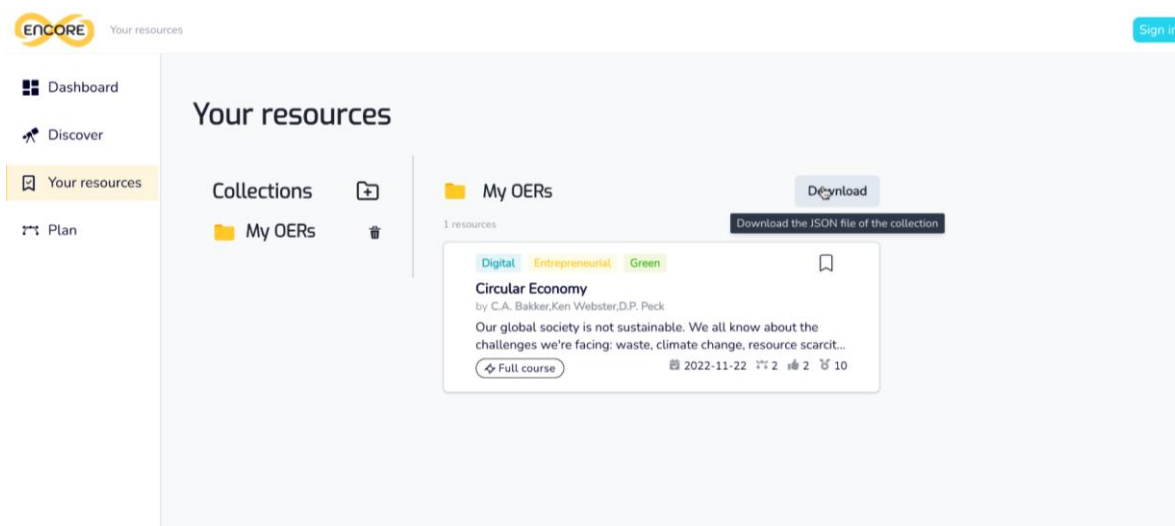 ENCORE
Your resources
Sign in
Dashboard
Discover
Your resources
Plan
Your resources
Collections
My OERs
My OERs
Download
1 resources
Download the JSON file of the collection
Digital Entrepreneurial Green
Circular Economy
by C.A. Bakker,Ken Webster,D.P. Peck
Our global society is not sustainable. We all know about the
challenges we're facing: waste, climate change, resource scarcit...
Full course
2022-11-22 2 2 10